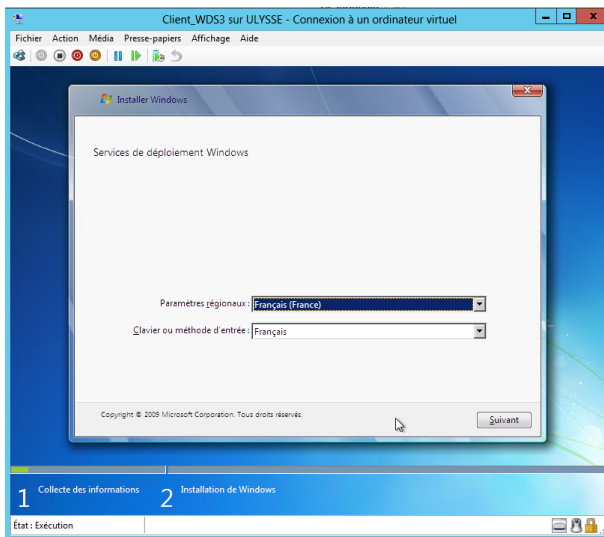 Client_WDS3 sur ULYSSE - Connexion à un ordinateur virtuel
Fichier Action Média Presse-papiers Affichage Aide
Installer Windows
Services de déploiement Windows
Paramètres régionaux : Français (France)
Clavier ou méthode d'entrée : Français
Copyright © 2009 Microsoft Corporation. Tous droits réservés.
Suivant
1 Collecte des informations 2 Installation de Windows
État : Exécution